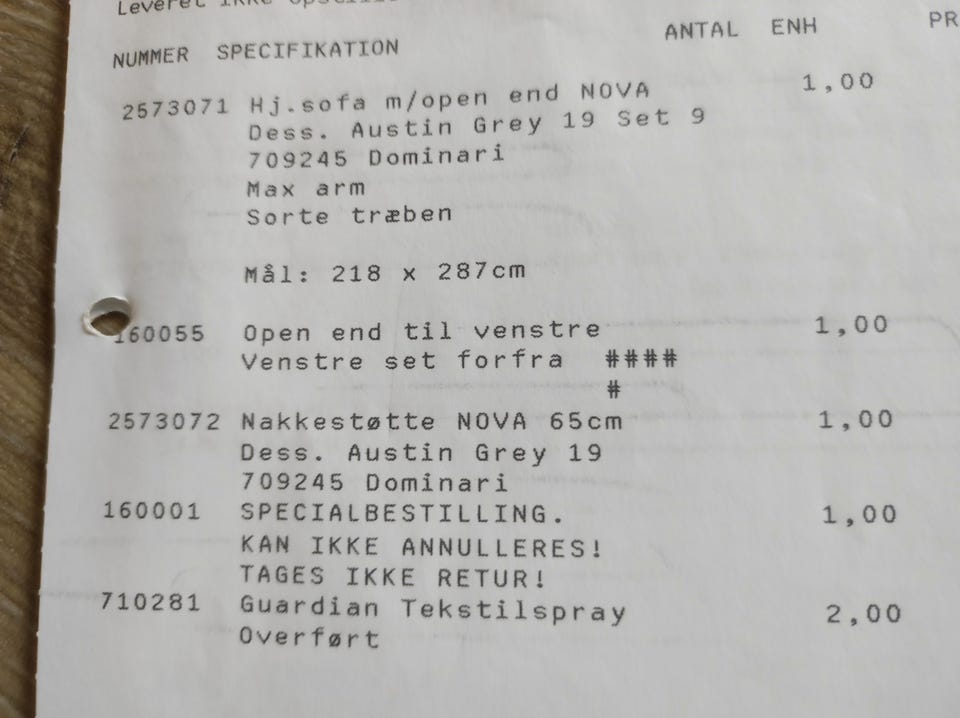 Leveret IKKE
NUMMER SPECIFIKATION ANTAL ENH PR
2573071 Hj.sofa m/open end NOVA 1,00
Dess. Austin Grey 19 Set 9
709245 Dominari
Max arm
Sorte træben
Mål: 218 x 287cm
160055 Open end til venstre 1,00
Venstre set forfra ####
#
2573072 Nakkestøtte NOVA 65cm 1,00
Dess. Austin Grey 19
709245 Dominari
160001 SPECIALBESTILLING. 1,00
KAN IKKE ANNULLERES!
TAGES IKKE RETUR!
710281 Guardian Tekstilspray 2,00
Overført